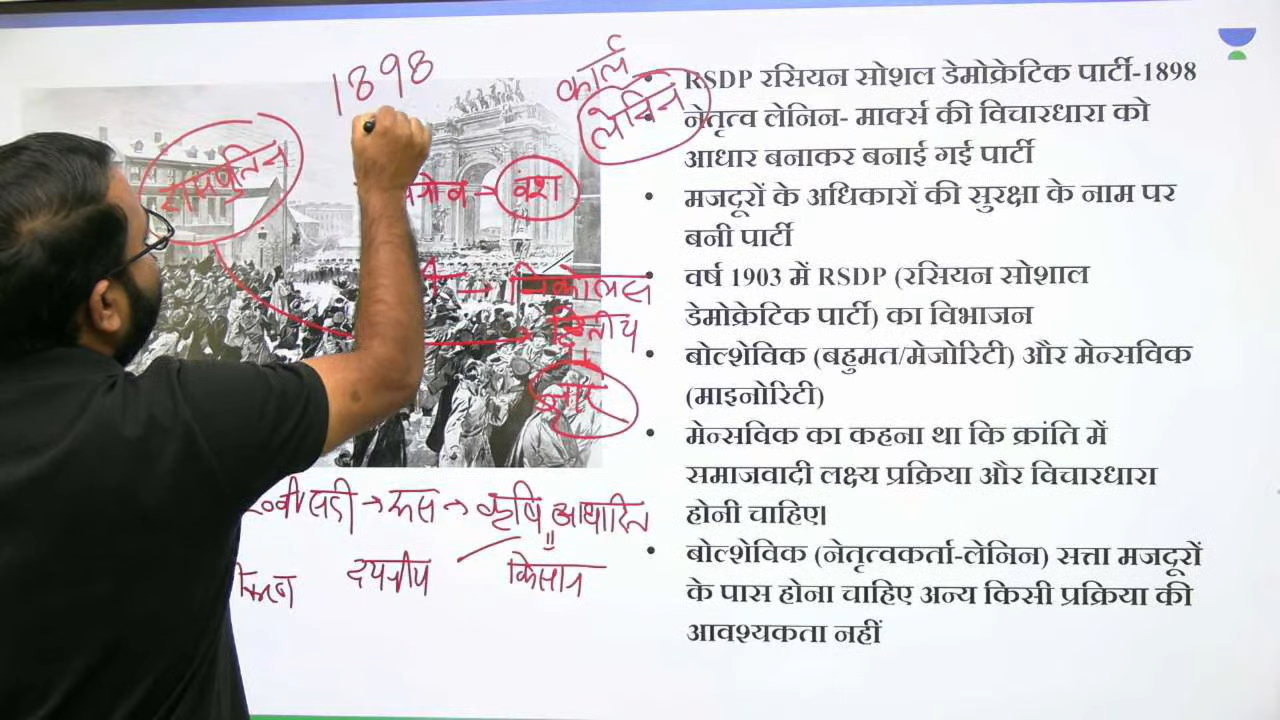 1898
कार्ल
लेनिन
वंश
निकोलस
द्वितीय
जार
वी सदी → रूस → कृषि आधारित
दयनीय
किसान
• RSDP रसियन सोशल डेमोक्रेटिक पार्टी-1898
• नेतृत्व लेनिन- मार्क्स की विचारधारा को
आधार बनाकर बनाई गई पार्टी
• मजदूरों के अधिकारों की सुरक्षा के नाम पर
बनी पार्टी
• वर्ष 1903 में RSDP (रसियन सोशाल
डेमोक्रेटिक पार्टी) का विभाजन
• बोल्शेविक (बहुमत/मेजोरिटी) और मेन्सविक
(माइनोरिटी)
• मेन्सविक का कहना था कि क्रांति में
समाजवादी लक्ष्य प्रक्रिया और विचारधारा
होनी चाहिए।
• बोल्शेविक (नेतृत्वकर्ता-लेनिन) सत्ता मजदूरों
के पास होना चाहिए अन्य किसी प्रक्रिया की
आवश्यकता नहीं